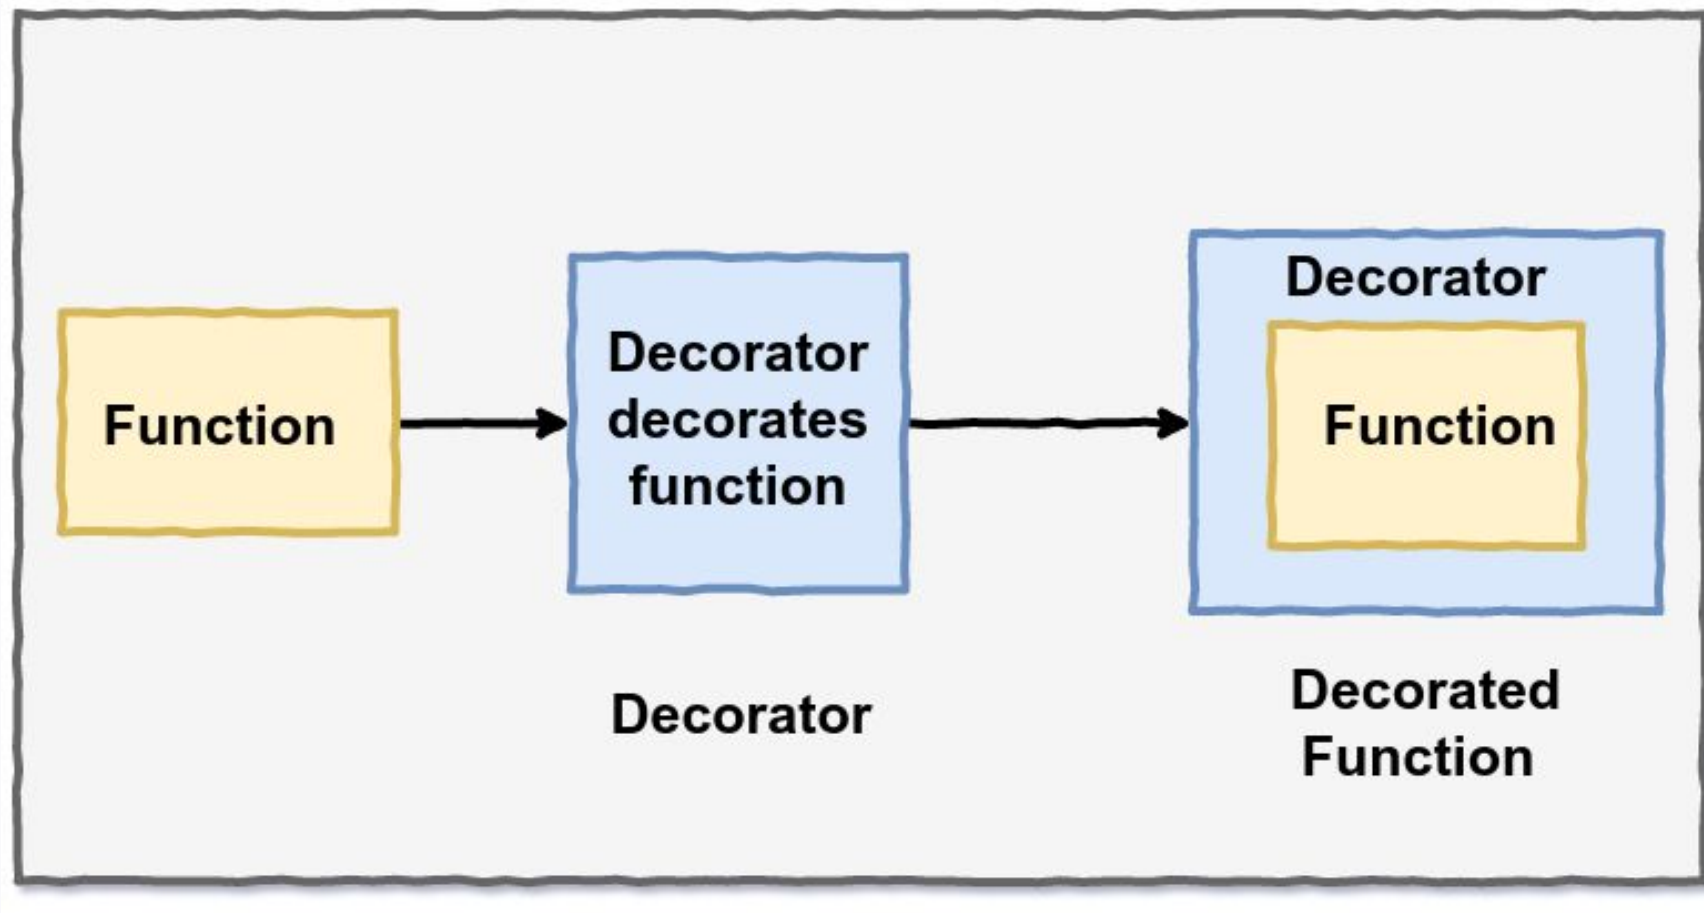 Function
Decorator
decorates
function
Decorator
Decorator
Function
Decorated
Function